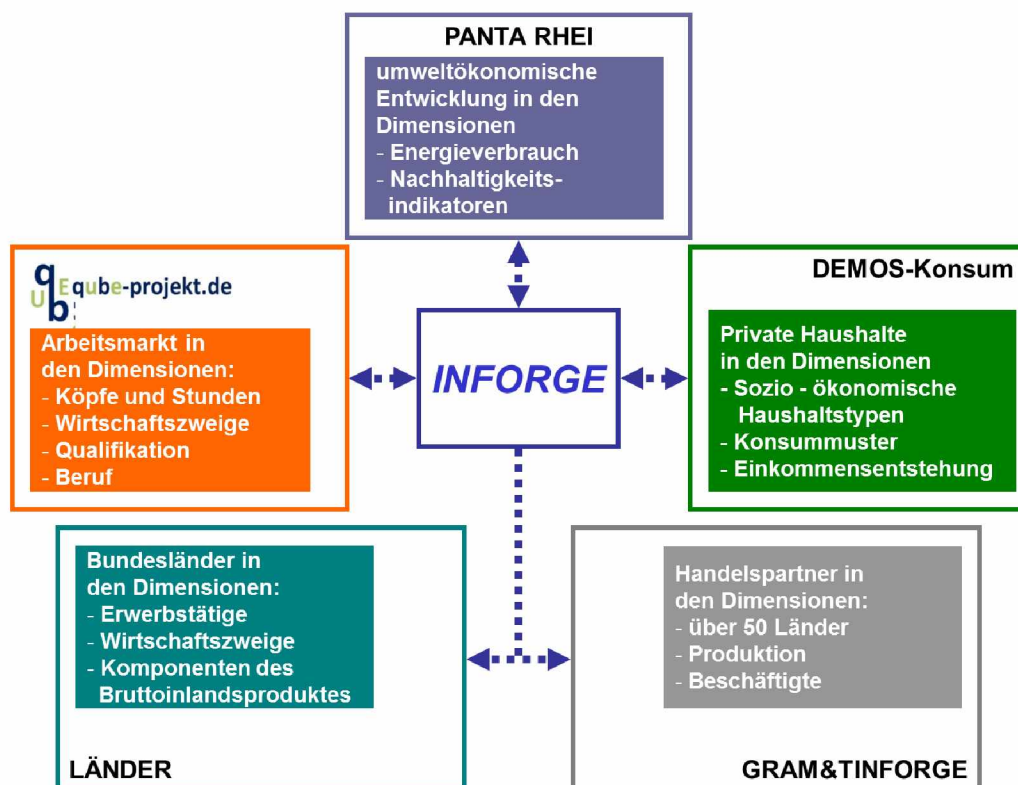 PANTA RHEI
umweltökonomische
Entwicklung in den
Dimensionen
- Energieverbrauch
- Nachhaltigkeits-
indikatoren
qUb
Equbе-projekt.de
Arbeitsmarkt in
den Dimensionen:
- Köpfe und Stunden
- Wirtschaftszweige
- Qualifikation
- Beruf
INFORGE
DEMOS-Konsum
Private Haushalte
in den Dimensionen
- Sozio - ökonomische
Haushaltstypen
- Konsummuster
- Einkommensentstehung
Bundesländer in
den Dimensionen:
- Erwerbstätige
- Wirtschaftszweige
- Komponenten des
Bruttoinlandsproduktes
LÄNDER
Handelspartner in
den Dimensionen:
- über 50 Länder
- Produktion
- Beschäftigte
GRAM&TINFORGE